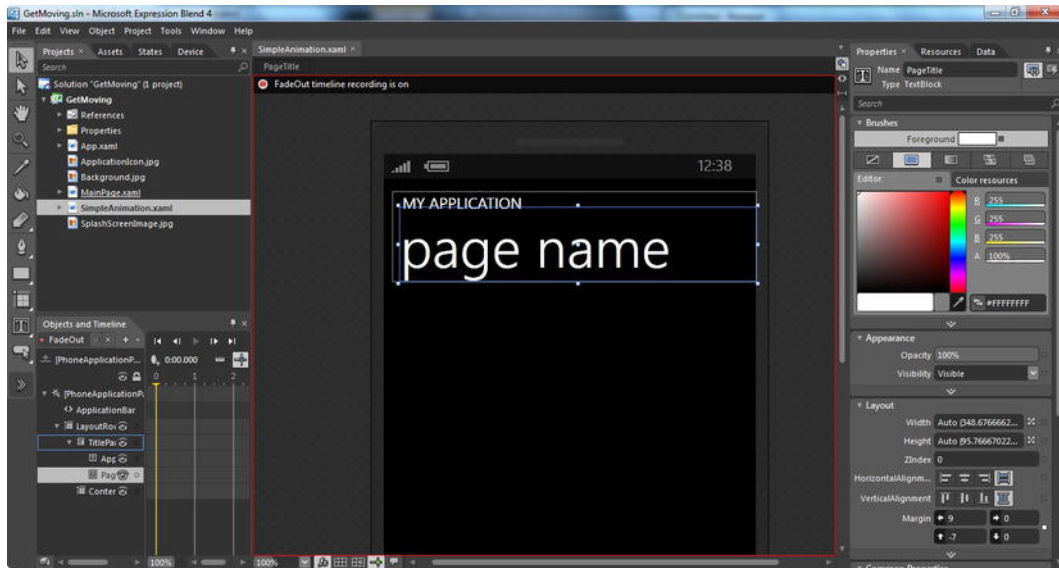 GetMoving.sln - Microsoft Expression Blend 4
File Edit View Object Project Tools Window Help
Projects × Assets States Device
Search
Solution "GetMoving" (1 project)
GetMoving
References
Properties
App.xaml
ApplicationIcon.jpg
Background.jpg
MainPage.xaml
SimpleAnimation.xaml
SplashScreenImage.jpg
Objects and Timeline
FadeOut
[PhoneApplicationP... 0:00.000
0 1 2
[PhoneApplicationP
ApplicationBar
LayoutRo
TitlePa
App
Pag
Conter
100%
SimpleAnimation.xaml ×
PageTitle
FadeOut timeline recording is on
12:38
MY APPLICATION
page name
100%
Properties × Resources Data
Name PageTitle
Type TextBlock
Search
Brushes
Foreground
Editor Color resources
R 255
G 255
B 255
A 100%
#FFFFFFFF
Appearance
Opacity 100%
Visibility Visible
Layout
Width Auto (348.6766662...
Height Auto (95.76667022...
ZIndex 0
HorizontalAlignm...
VerticalAlignment
Margin 9 0
-7 0
Common Properties